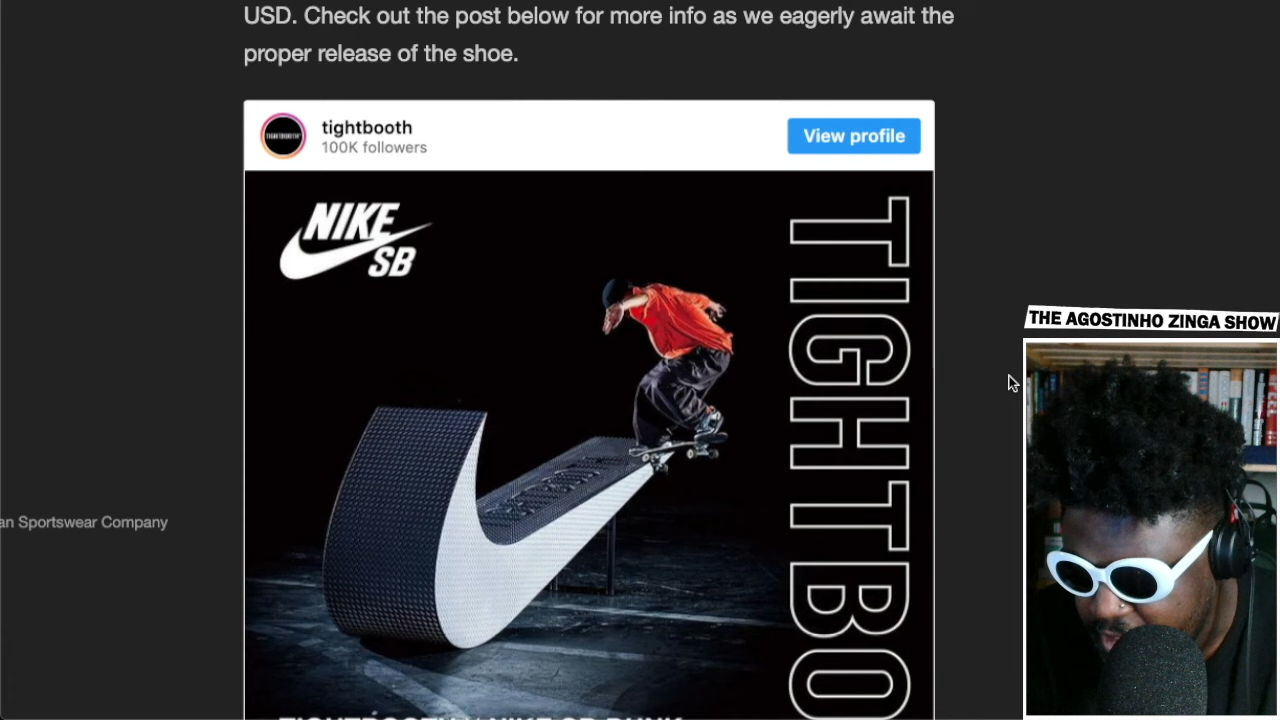 USD. Check out the post below for more info as we eagerly await the
proper release of the shoe.
tightbooth
100K followers
View profile
NIKE
SB
TIGHTBO
THE AGOSTINHO ZINGA SHOW
an Sportswear Company